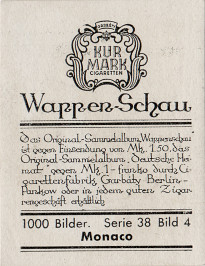 KUR
MARK
CIGARETTEN
Wappen-Schau
Das Original-Sammelalbum Wappenschau
ist gegen Einsendung von Mk. 1.50, das
Original-Sammelalbum „Deutsche Hei-
mat" gegen Mk. 1.- franko durch Ci-
garettenfabrik Garbáty Berlin-
Pankow oder in jedem guten Zigar-
rengeschäft erhältlich
1000 Bilder. Serie 38 Bild 4
Monaco